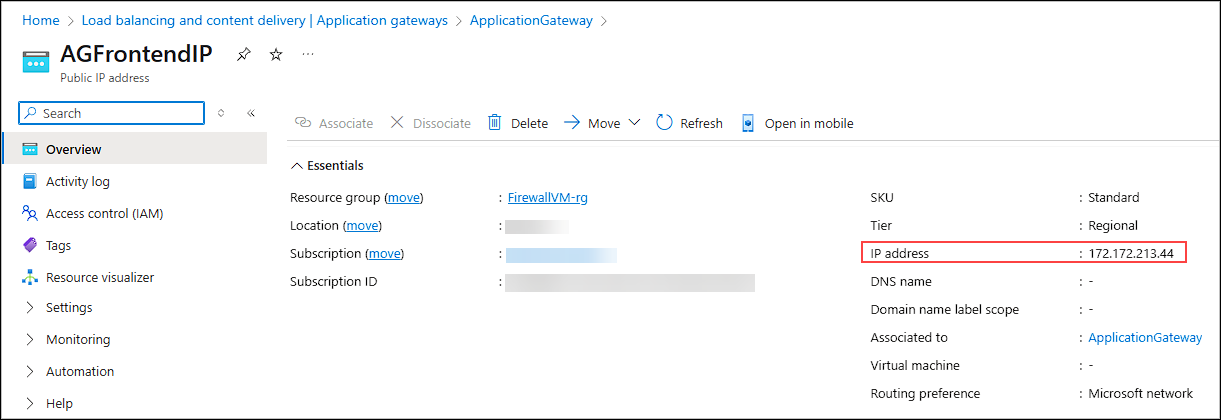 Home > Load balancing and content delivery | Application gateways > ApplicationGateway >
AGFrontendIP ...
Public IP address
Search «
Overview
Activity log
Access control (IAM)
Tags
Resource visualizer
> Settings
> Monitoring
> Automation
> Help
Associate Dissociate Delete Move Refresh Open in mobile
Essentials
Resource group (move) : FirewallVM-rg
Location (move) :
Subscription (move) :
Subscription ID :
SKU : Standard
Tier : Regional
IP address : 172.172.213.44
DNS name : -
Domain name label scope : -
Associated to : ApplicationGateway
Virtual machine : -
Routing preference : Microsoft network